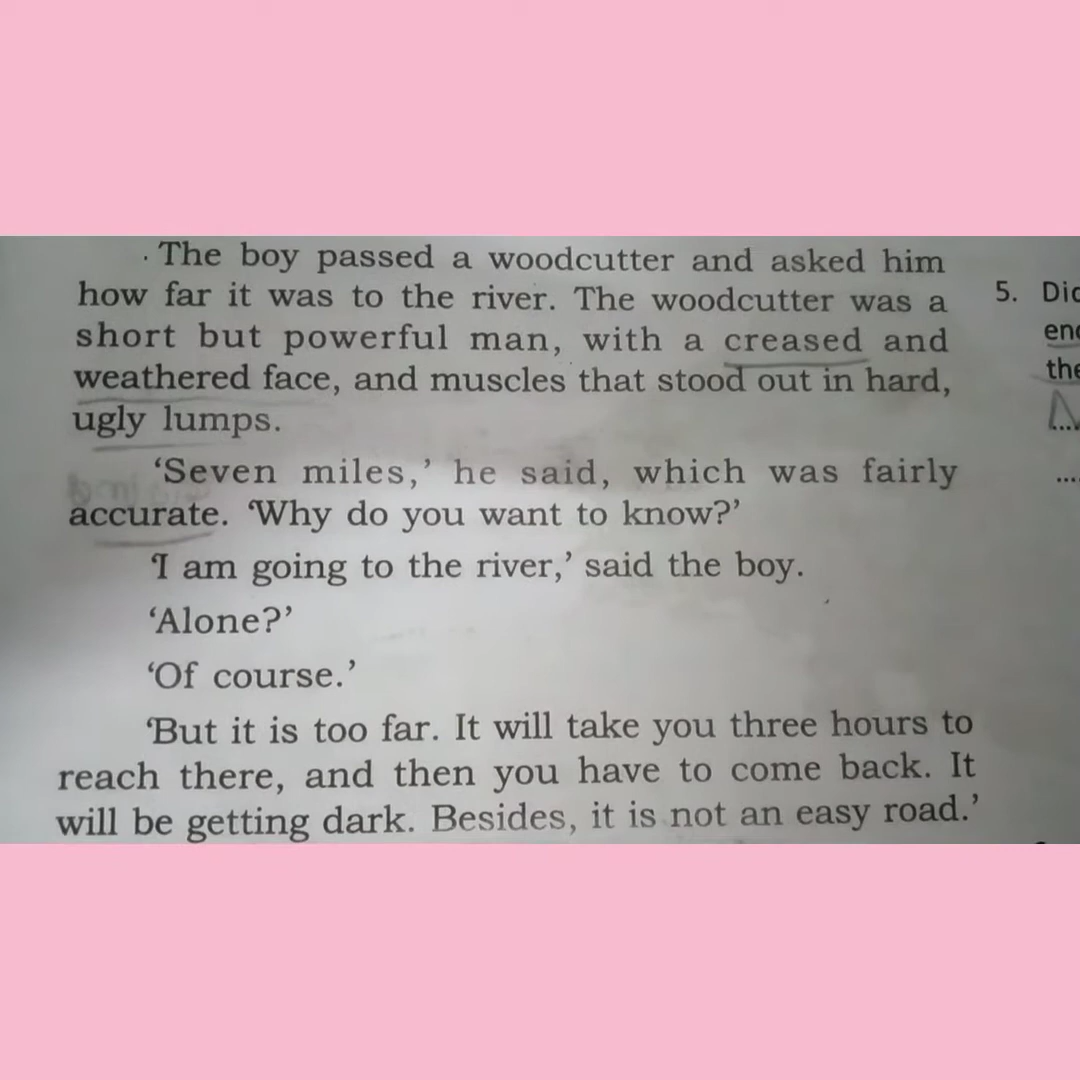 The boy passed a woodcutter and asked him
how far it was to the river. The woodcutter was a
short but powerful man, with a creased and
weathered face, and muscles that stood out in hard,
ugly lumps.
‘Seven miles,’ he said, which was fairly
accurate. ‘Why do you want to know?’
‘I am going to the river,’ said the boy.
‘Alone?’
‘Of course.’
‘But it is too far. It will take you three hours to
reach there, and then you have to come back. It
will be getting dark. Besides, it is not an easy road.’
5.
the
....